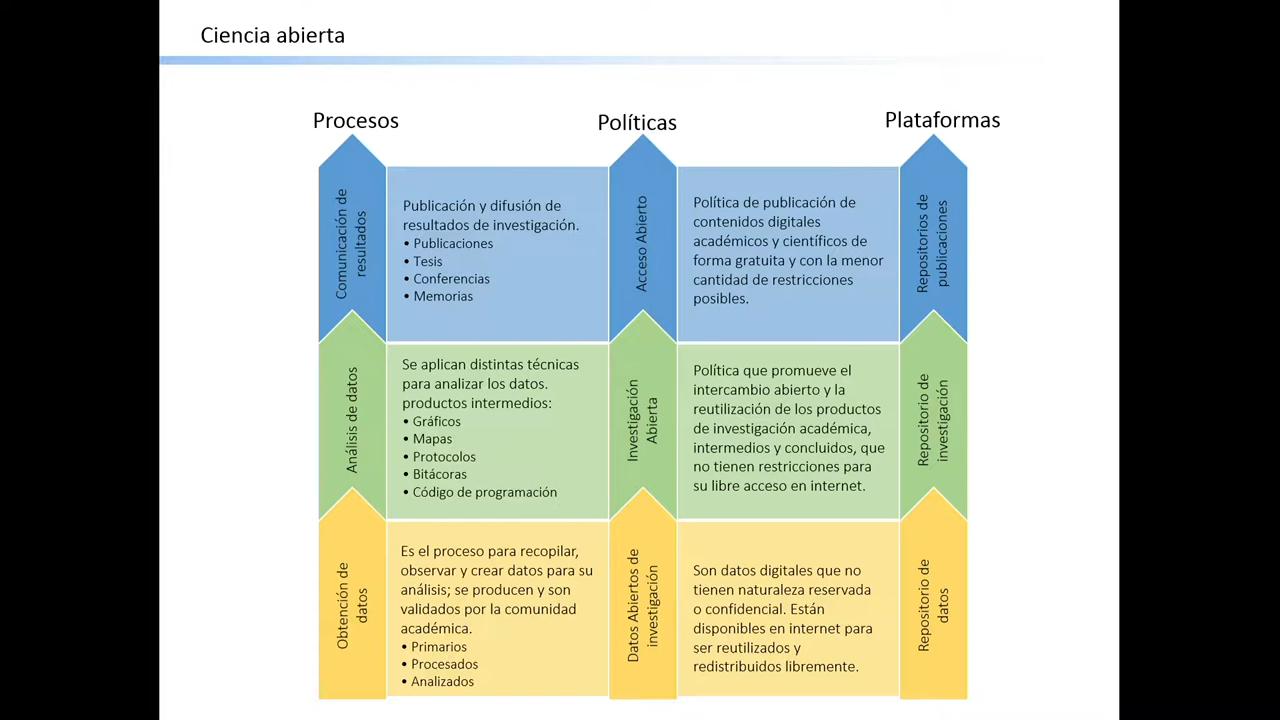 Ciencia abierta
Procesos
Políticas
Plataformas
Comunicación de
resultados
Publicación y difusión de
resultados de investigación.
• Publicaciones
• Tesis
• Conferencias
• Memorias
Acceso Abierto
Política de publicación de
contenidos digitales
académicos y científicos de
forma gratuita y con la menor
cantidad de restricciones
posibles.
Repositorios de
publicaciones
Análisis de datos
Se aplican distintas técnicas
para analizar los datos.
productos intermedios:
• Gráficos
• Mapas
• Protocolos
• Bitácoras
• Código de programación
Investigación
Abierta
Política que promueve el
intercambio abierto y la
reutilización de los productos
de investigación académica,
intermedios y concluidos, que
no tienen restricciones para
su libre acceso en internet.
Repositorio de
investigación
Obtención de
datos
Es el proceso para recopilar,
observar y crear datos para su
análisis; se producen y son
validados por la comunidad
académica.
• Primarios
• Procesados
• Analizados
Datos Abiertos de
investigación
Son datos digitales que no
tienen naturaleza reservada
o confidencial. Están
disponibles en internet para
ser reutilizados y
redistribuidos libremente.
Repositorio de
datos